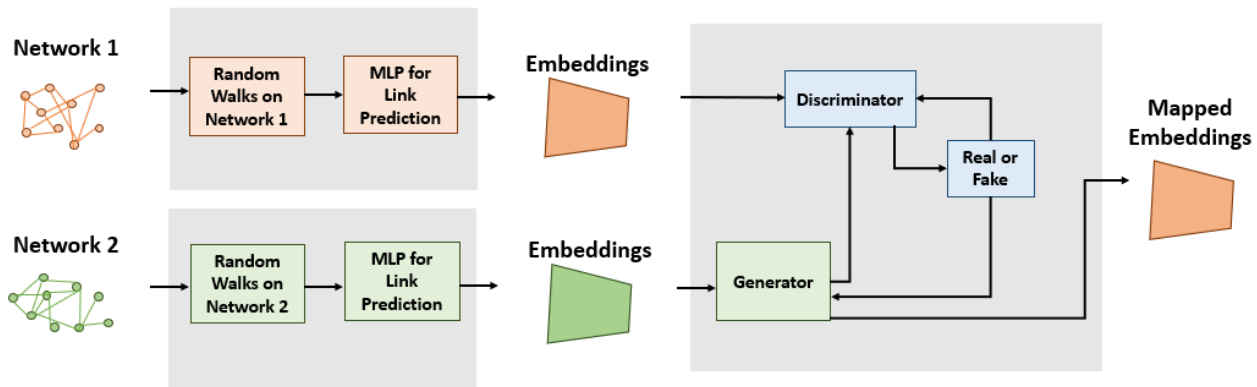 Network 1
Random
Walks on
Network 1
MLP for
Link
Prediction
Embeddings
Discriminator
Real or
Fake
Mapped
Embeddings
Network 2
Random
Walks on
Network 2
MLP for
Link
Prediction
Embeddings
Generator